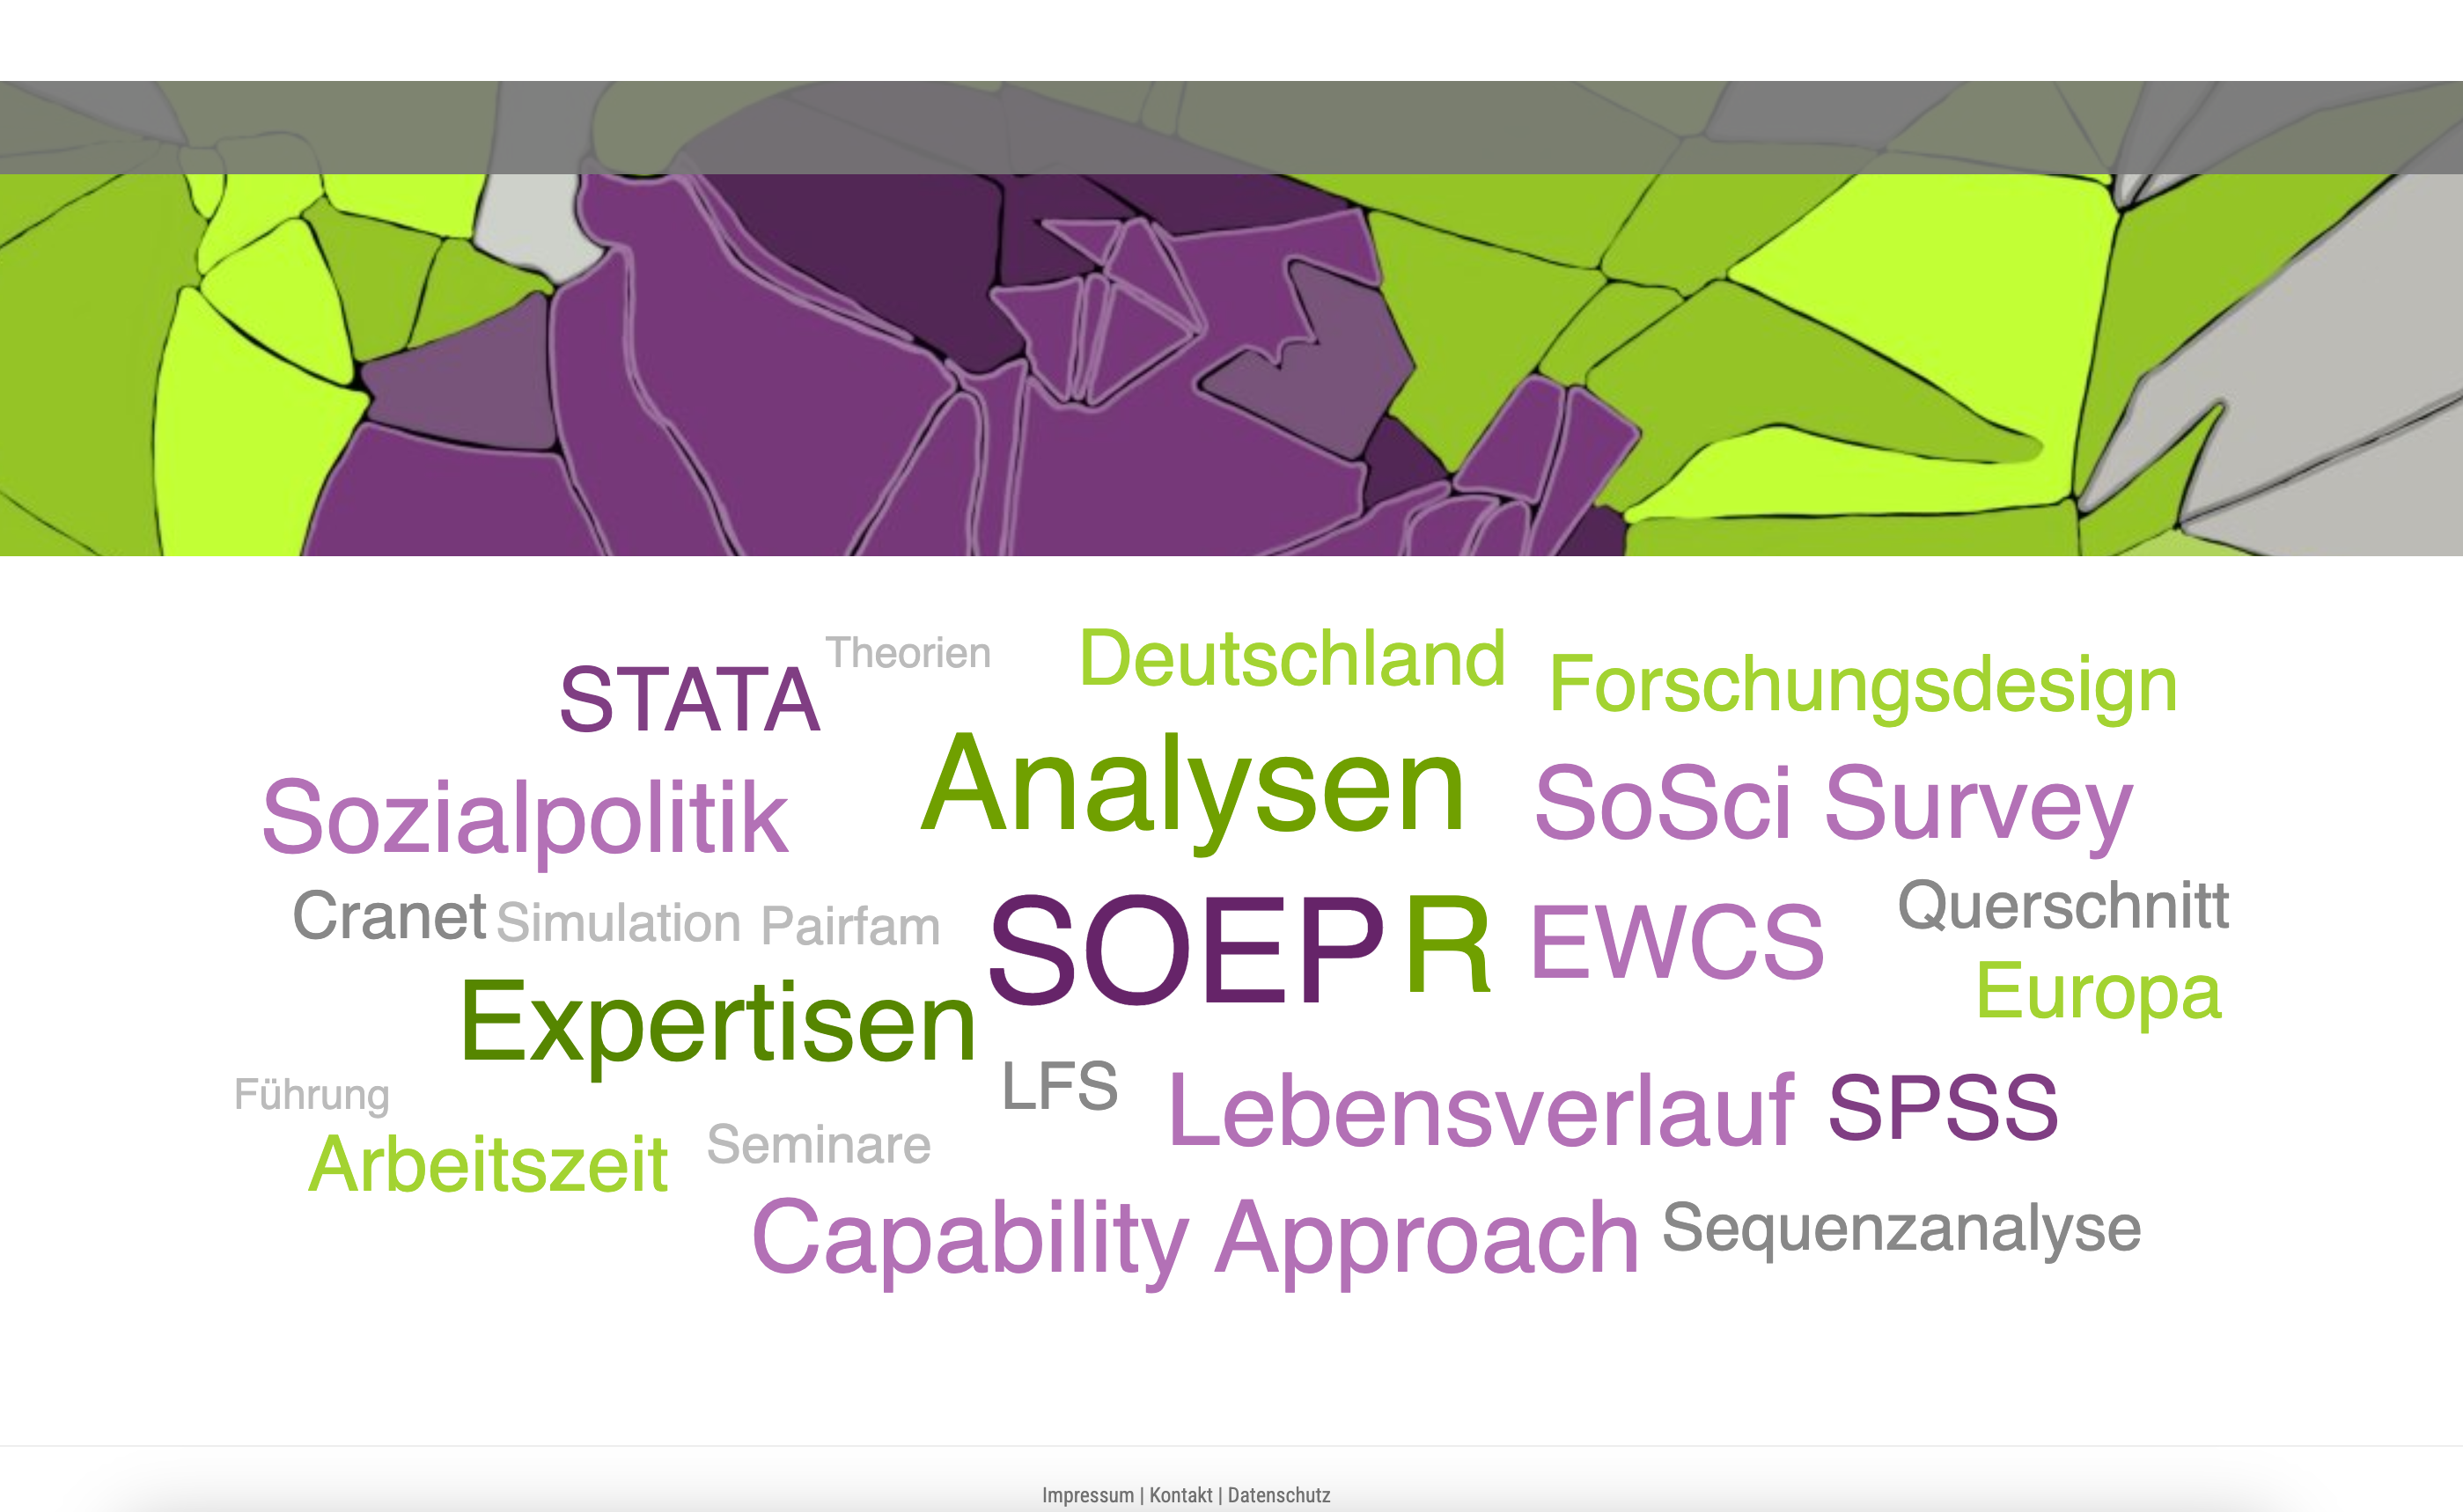 Theorien
Deutschland
STATA
Forschungsdesign
Analysen
Sozialpolitik
SoSci Survey
Cranet
Simulation
Pairfam
SOEP
R
EWCS
Querschnitt
Europa
Expertisen
LFS
Führung
Lebensverlauf
SPSS
Arbeitszeit
Seminare
Capability Approach
Sequenzanalyse
Impressum | Kontakt | Datenschutz